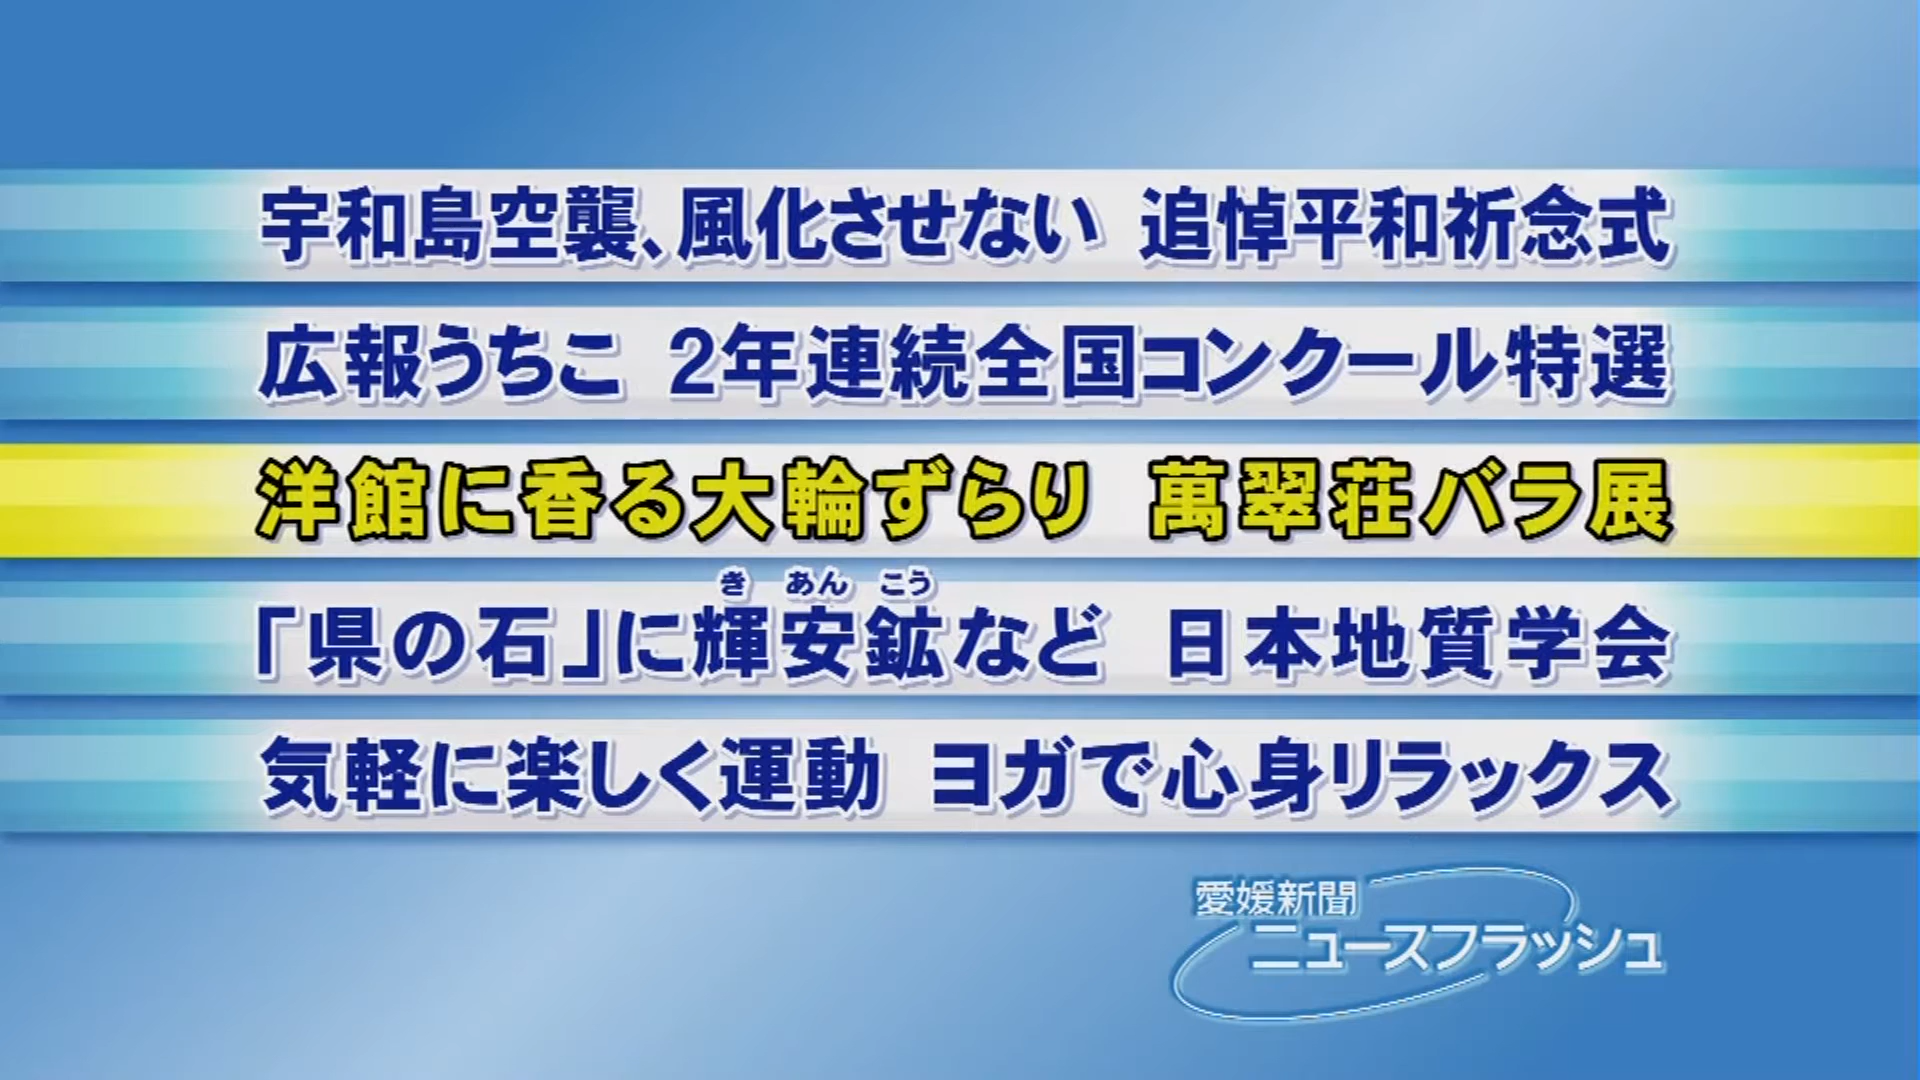 宇和島空襲、風化させない 追悼平和祈念式
広報うちこ 2年連続全国コンクール特選
洋館に香る大輪ずらり 萬翠荘バラ展
き あん こう
「県の石」に輝安鉱など 日本地質学会
気軽に楽しく運動 ヨガで心身リラックス
愛媛新聞
ニュースフラッシュ